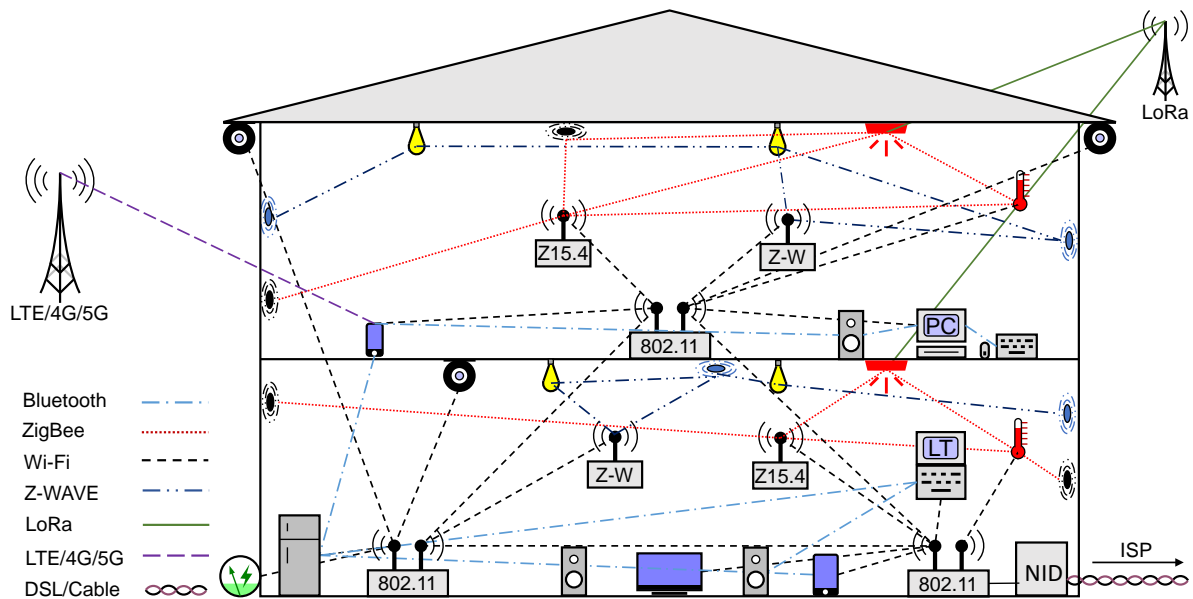 LoRa
LTE/4G/5G
Z15.4
Z-W
PC
802.11
Bluetooth
ZigBee
Wi-Fi
Z-WAVE
LoRa
LTE/4G/5G
DSL/Cable
Z-W
Z15.4
LT
802.11
802.11
NID
ISP